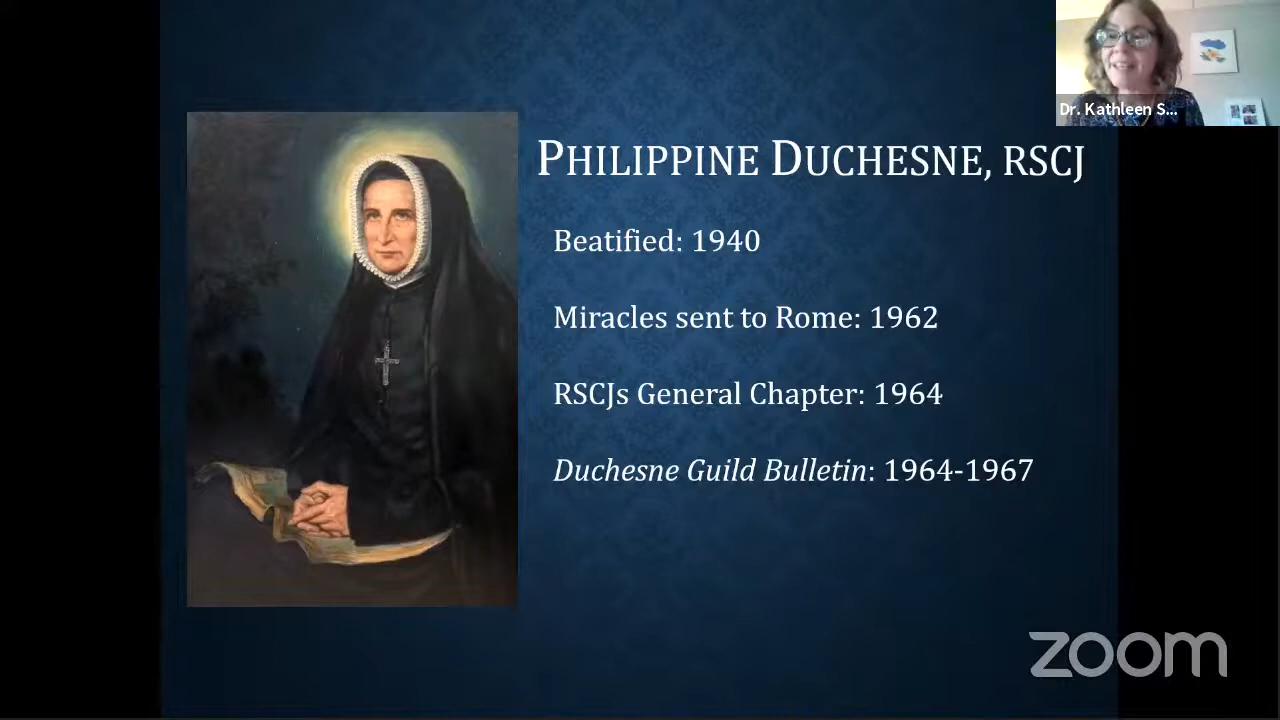 Dr. Kathleen S...
PHILIPPINE DUCHESNE, RSCJ
Beatified: 1940
Miracles sent to Rome: 1962
RSCJs General Chapter: 1964
Duchesne Guild Bulletin: 1964-1967
zoom